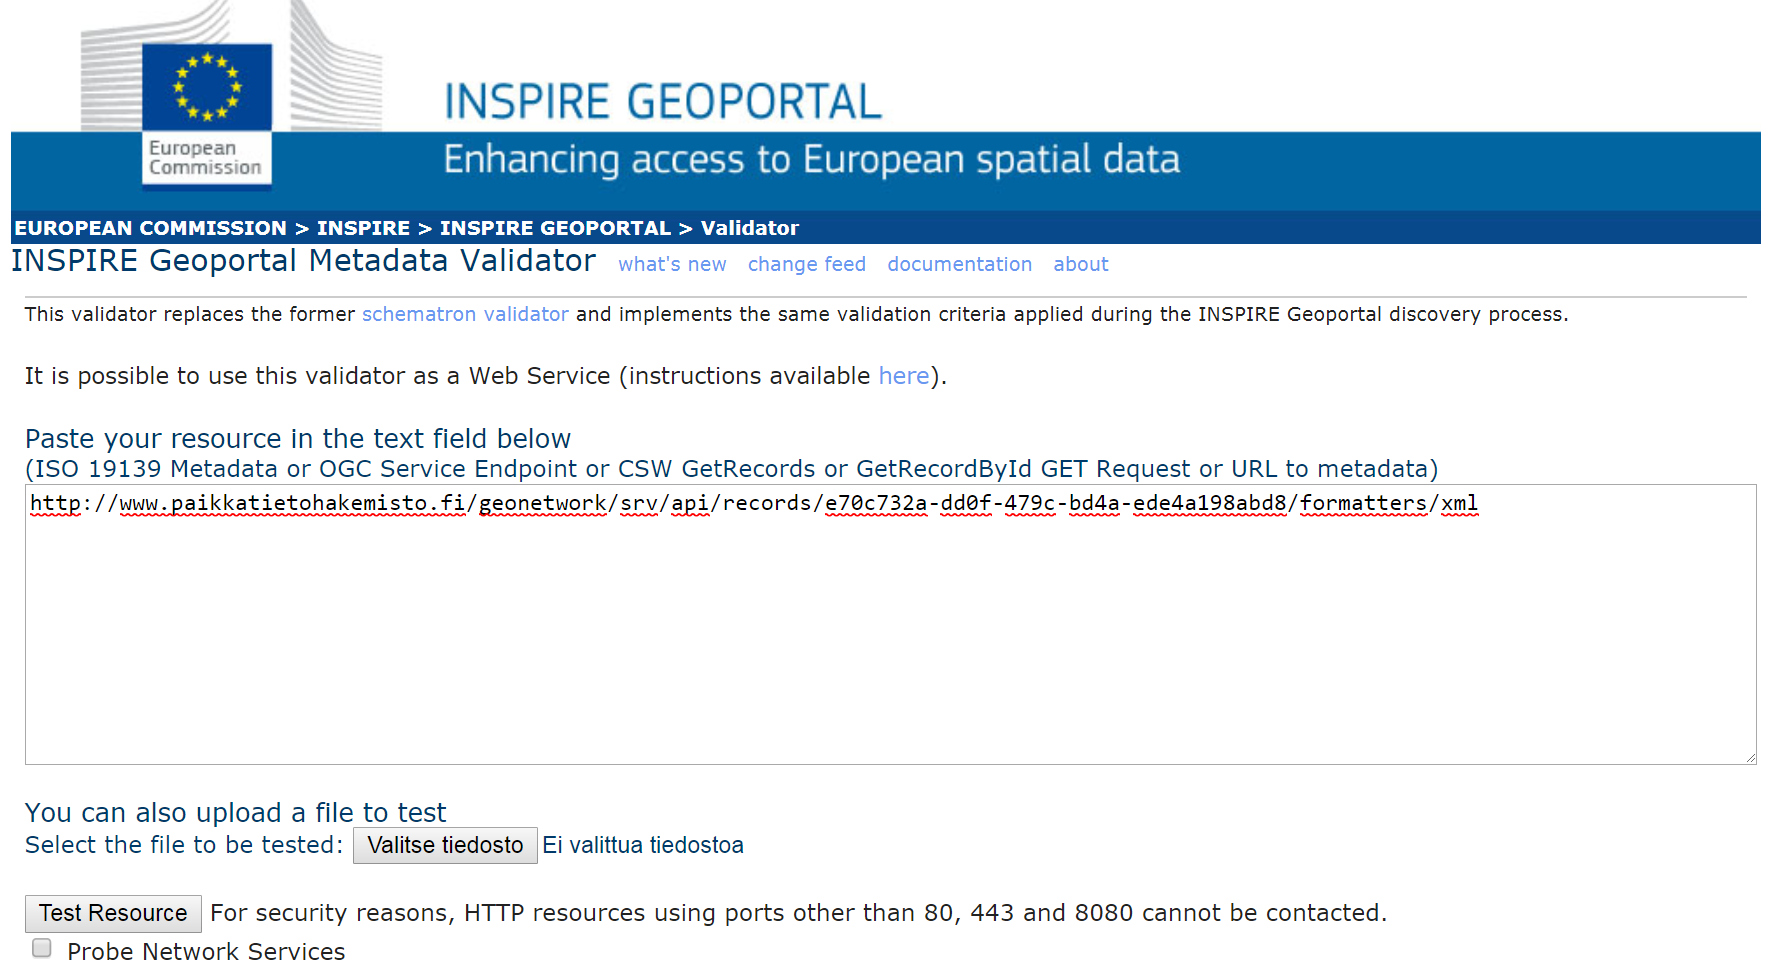 INSPIRE GEOPORTAL
Enhancing access to European spatial data
European
Commission
EUROPEAN COMMISSION > INSPIRE > INSPIRE GEOPORTAL > Validator
INSPIRE Geoportal Metadata Validator what's new change feed documentation about
This validator replaces the former schematron validator and implements the same validation criteria applied during the INSPIRE Geoportal discovery process.
It is possible to use this validator as a Web Service (instructions available here).
Paste your resource in the text field below
(ISO 19139 Metadata or OGC Service Endpoint or CSW GetRecords or GetRecordById GET Request or URL to metadata)
http://www.paikkatietohakemisto.fi/geonetwork/srv/api/records/e70c732a-dd0f-479c-bd4a-ede4a198abd8/formatters/xml
You can also upload a file to test
Select the file to be tested: Valitse tiedosto Ei valittua tiedostoa
Test Resource For security reasons, HTTP resources using ports other than 80, 443 and 8080 cannot be contacted.
Probe Network Services